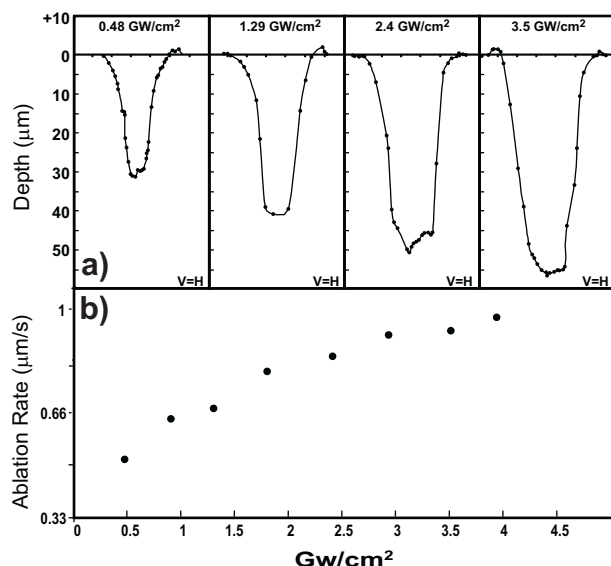 0.48 GW/cm²
1.29 GW/cm²
2.4 GW/cm²
3.5 GW/cm²
+10
0
10
20
30
40
50
Depth (μm)
a)
V=H
V=H
V=H
V=H
b)
1
0.66
0.33
Ablation Rate (μm/s)
0
0.5
1
1.5
2
2.5
3
3.5
4
4.5
Gw/cm²